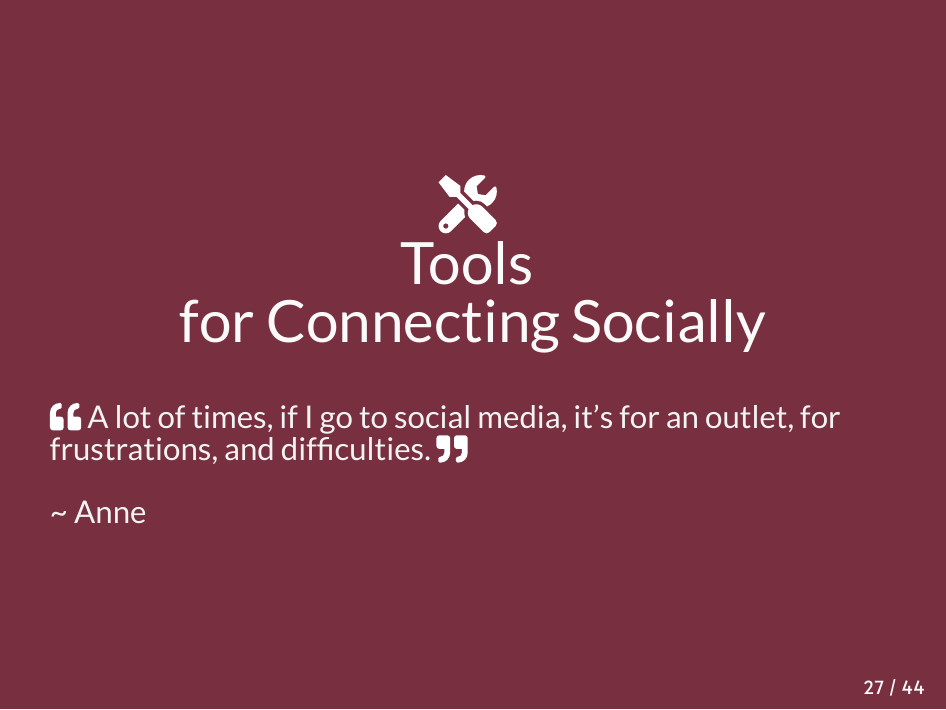 Tools
for Connecting Socially
“ A lot of times, if I go to social media, it’s for an outlet, for
frustrations, and difficulties. ”
~ Anne
27 / 44